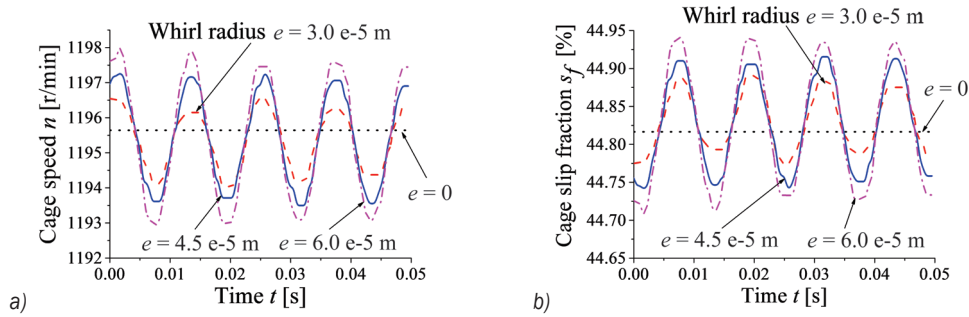 Whirl radius e = 3.0 e-5 m
Cage speed n [r/min]
1198
1197
1196
1195
1194
1193
1192
e = 0
e = 4.5 e-5 m
e = 6.0 e-5 m
0.00 0.01 0.02 0.03 0.04 0.05
Time t [s]
a)
Whirl radius e = 3.0 e-5 m
Cage slip fraction sf [%]
44.95
44.90
44.85
44.80
44.75
44.70
44.65
e = 0
e = 4.5 e-5 m
e = 6.0 e-5 m
0.00 0.01 0.02 0.03 0.04 0.05
Time t [s]
b)